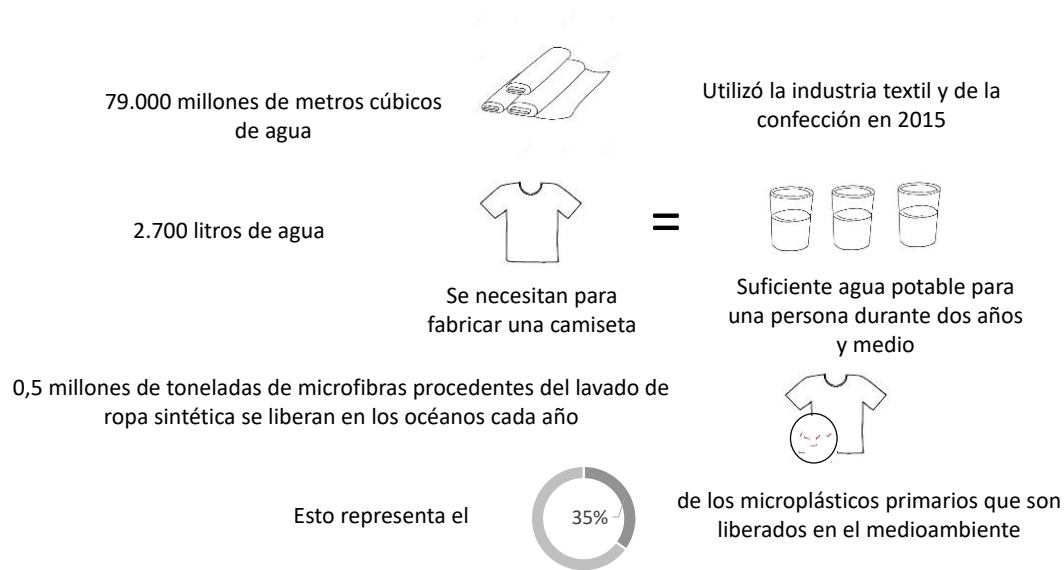 79.000 millones de metros cúbicos
de agua
Utilizó la industria textil y de la
confección en 2015
2.700 litros de agua
=
Se necesitan para
fabricar una camiseta
Suficiente agua potable para
una persona durante dos años
y medio
0,5 millones de toneladas de microfibras procedentes del lavado de
ropa sintética se liberan en los océanos cada año
Esto representa el
35%
de los microplásticos primarios que son
liberados en el medioambiente